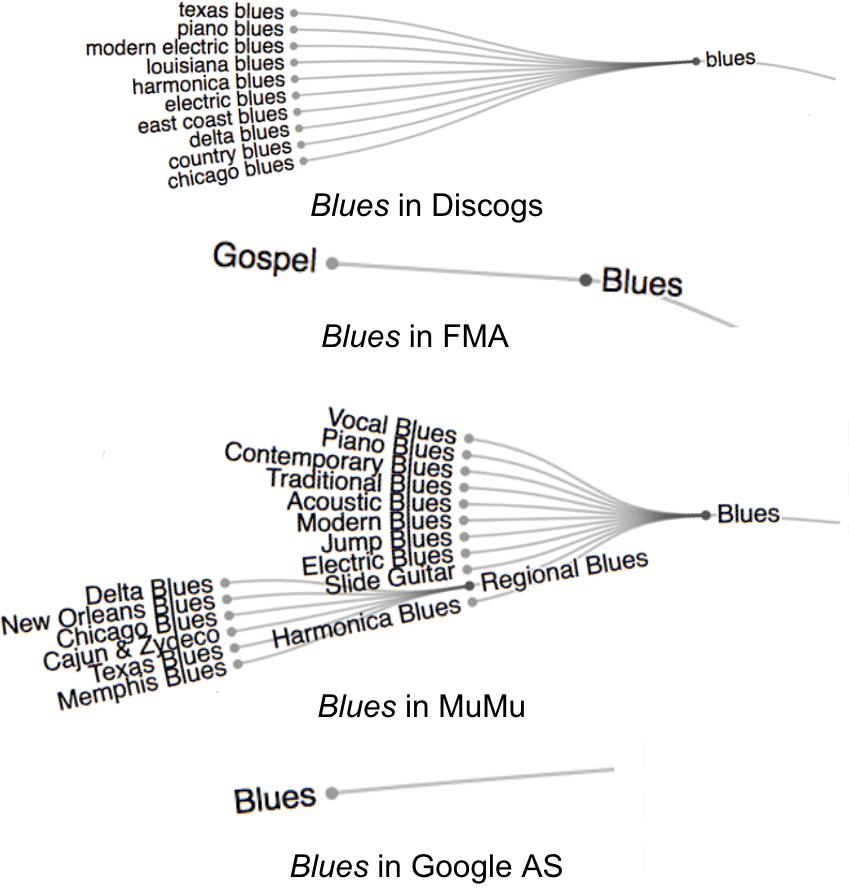 texas blues
piano blues
modern electric blues
louisiana blues
harmonica blues
electric blues
east coast blues
delta blues
country blues
chicago blues
blues
Blues in Discogs
Gospel
Blues
Blues in FMA
Vocal Blues
Piano Blues
Contemporary Blues
Traditional Blues
Acoustic Blues
Modern Blues
Jump Blues
Electric Blues
Slide Guitar
Blues
Regional Blues
Harmonica Blues
Delta Blues
New Orleans Blues
Chicago Blues
Cajun & Zydeco
Texas Blues
Memphis Blues
Blues in MuMu
Blues
Blues in Google AS